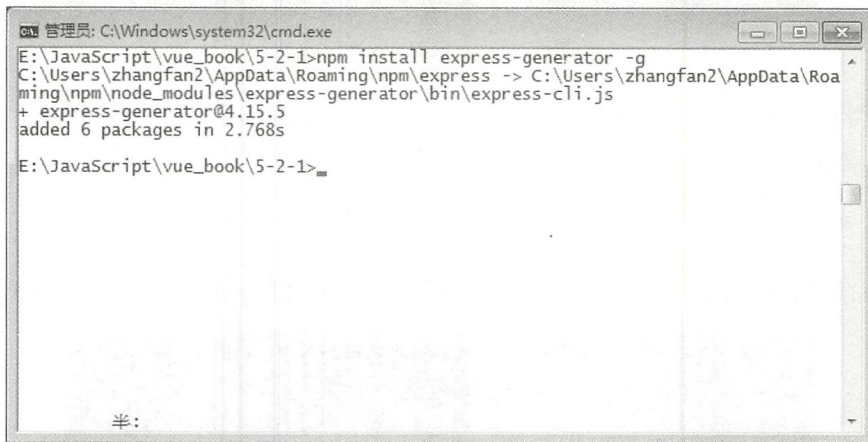 管理员: C:\Windows\system32\cmd.exe
E:\JavaScript\vue_book\5-2-1>npm install express-generator -g
C:\Users\zhangfan2\AppData\Roaming\npm\express -> C:\Users\zhangfan2\AppData\Roa
ming\npm\node_modules\express-generator\bin\express-cli.js
+ express-generator@4.15.5
added 6 packages in 2.768s
E:\JavaScript\vue_book\5-2-1>
半: